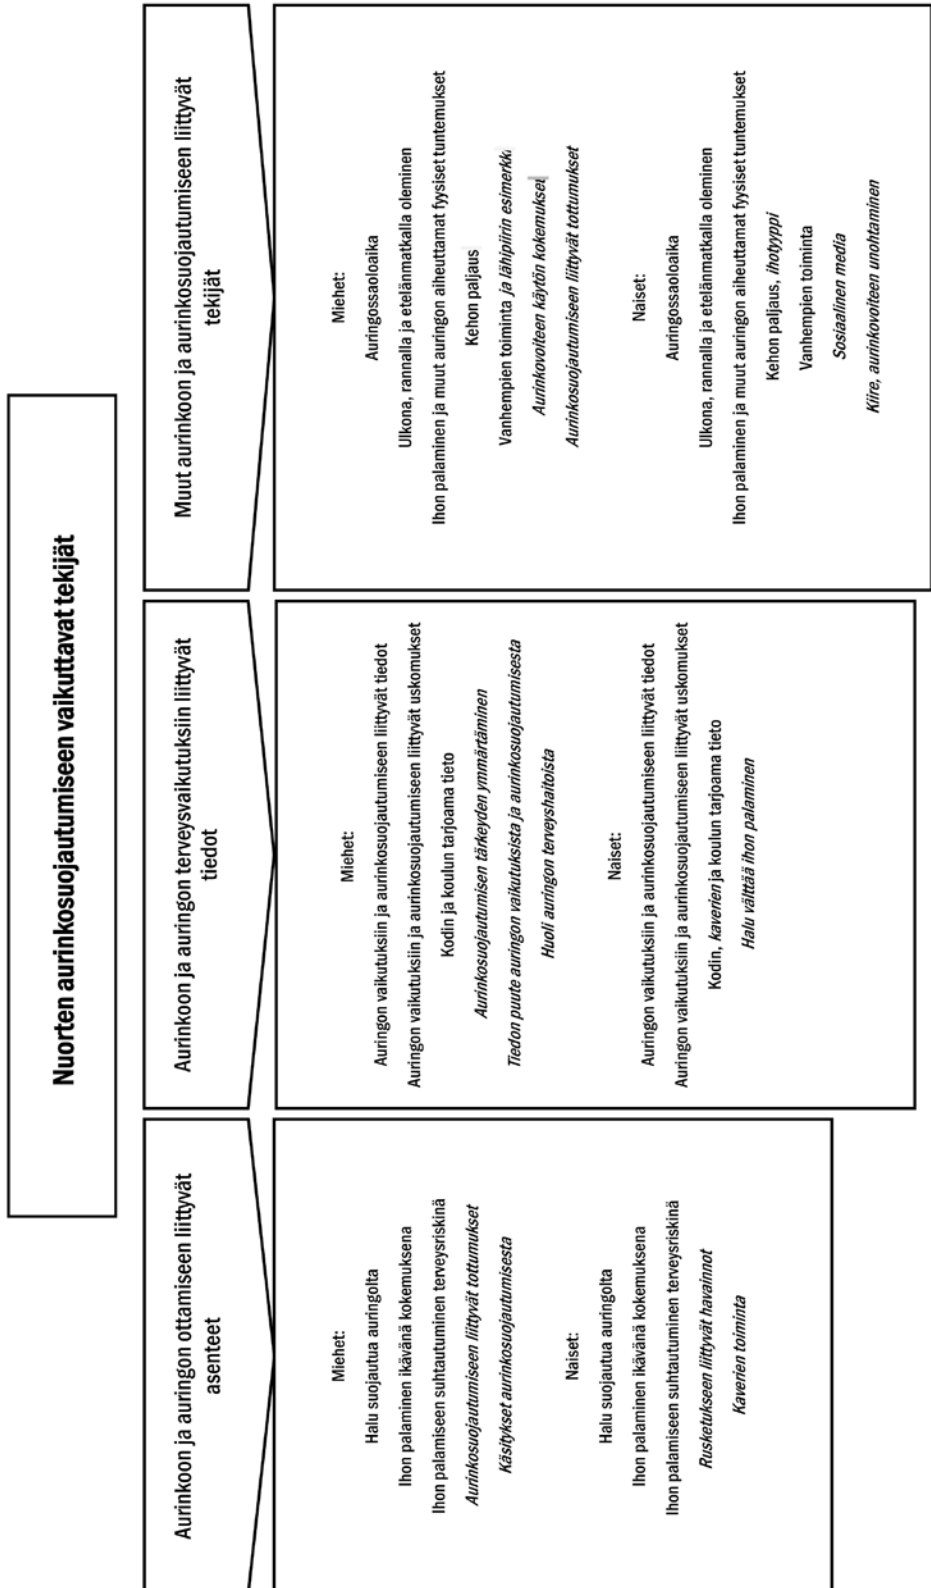 Nuorten aurinkosuojautumiseen vaikuttavat tekijät
Aurinkoon ja auringon ottamiseen liittyvät
asenteet
Miehet:
Halu suojautua auringolta
Ihon palaminen ikävänä kokemuksena
Ihon palamiseen suhtautuminen terveysriskinä
Aurinkosuojautumiseen liittyvät tottumukset
Käsitykset aurinkosuojautumisesta
Naiset:
Halu suojautua auringolta
Ihon palaminen ikävänä kokemuksena
Ihon palamiseen suhtautuminen terveysriskinä
Rusketukseen liittyvät havainnot
Kaverien toiminta
Aurinkoon ja auringon terveysvaikutuksiin liittyvät
tiedot
Miehet:
Auringon vaikutuksiin ja aurinkosuojautumiseen liittyvät tiedot
Auringon vaikutuksiin ja aurinkosuojautumiseen liittyvät uskomukset
Kodin ja koulun tarjoama tieto
Aurinkosuojautumisen tärkeyden ymmärtäminen
Tiedon puute auringon vaikutuksista ja aurinkosuojautumisesta
Huoli auringon terveyshaitoista
Naiset:
Auringon vaikutuksiin ja aurinkosuojautumiseen liittyvät tiedot
Auringon vaikutuksiin ja aurinkosuojautumiseen liittyvät uskomukset
Kodin, kaverien ja koulun tarjoama tieto
Halu välttää ihon palaminen
Muut aurinkoon ja aurinkosuojautumiseen liittyvät
tekijät
Miehet:
Auringossaoloaika
Ulkona, rannalla ja etelänmatkalla oleminen
Ihon palaminen ja muut auringon aiheuttamat fyysiset tuntemukset
Kehon paljaus
Vanhempien toiminta ja lähipiirin esimerkki
Aurinkovoiteen käytön kokemukset
Aurinkosuojautumiseen liittyvät tottumukset
Naiset:
Auringossaoloaika
Ulkona, rannalla ja etelänmatkalla oleminen
Ihon palaminen ja muut auringon aiheuttamat fyysiset tuntemukset
Kehon paljaus, ihotyyppi
Vanhempien toiminta
Sosiaalinen media
Kiire, aurinkovoiteen unohtaminen